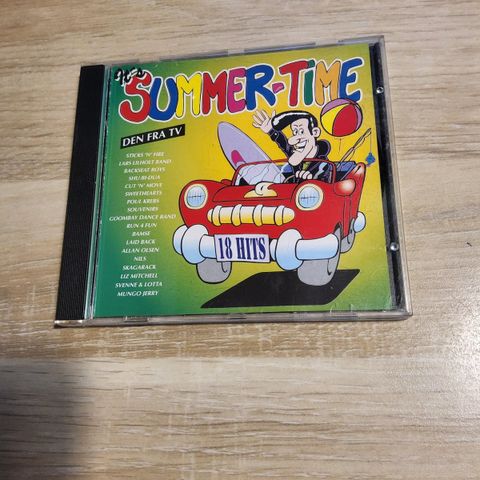 It's
SUMMER-TIME
DEN FRA TV
STICKS 'N' FIRE
LARS LILHOLT BAND
BACKSEAT BOYS
SHU-BI-DUA
CUT 'N' MOVE
SWEETHEARTS
POUL KREBS
SOUVENIRS
GOOMBAY DANCE BAND
RUN 4 FUN
BAMSE
LAID BACK
ALLAN OLSEN
NILS
SKAGARACK
LIZ MITCHELL
SVENNE & LOTTA
MUNGO JERRY
18 HITS